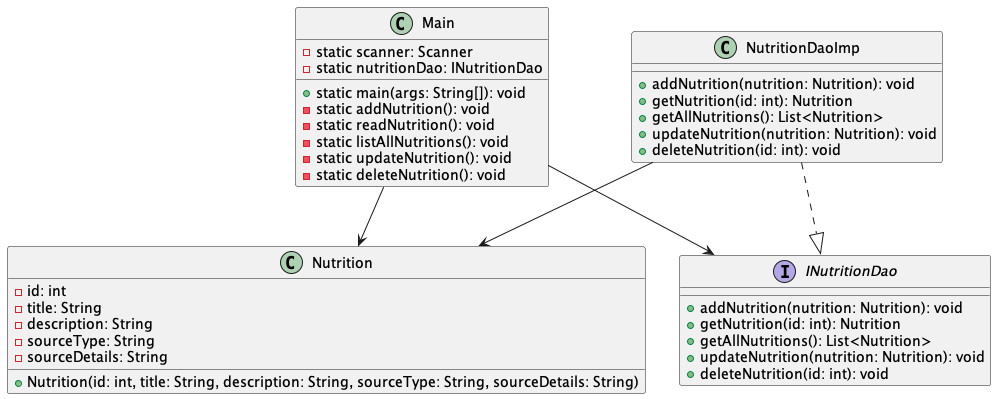 C Main
static scanner: Scanner
static nutritionDao: INutritionDao
static main(args: String[]): void
static addNutrition(): void
static readNutrition(): void
static listAllNutritions(): void
static updateNutrition(): void
static deleteNutrition(): void
C NutritionDaoImp
addNutrition(nutrition: Nutrition): void
getNutrition(id: int): Nutrition
getAllNutritions(): List<Nutrition>
updateNutrition(nutrition: Nutrition): void
deleteNutrition(id: int): void
C Nutrition
id: int
title: String
description: String
sourceType: String
sourceDetails: String
Nutrition(id: int, title: String, description: String, sourceType: String, sourceDetails: String)
I INutritionDao
addNutrition(nutrition: Nutrition): void
getNutrition(id: int): Nutrition
getAllNutritions(): List<Nutrition>
updateNutrition(nutrition: Nutrition): void
deleteNutrition(id: int): void